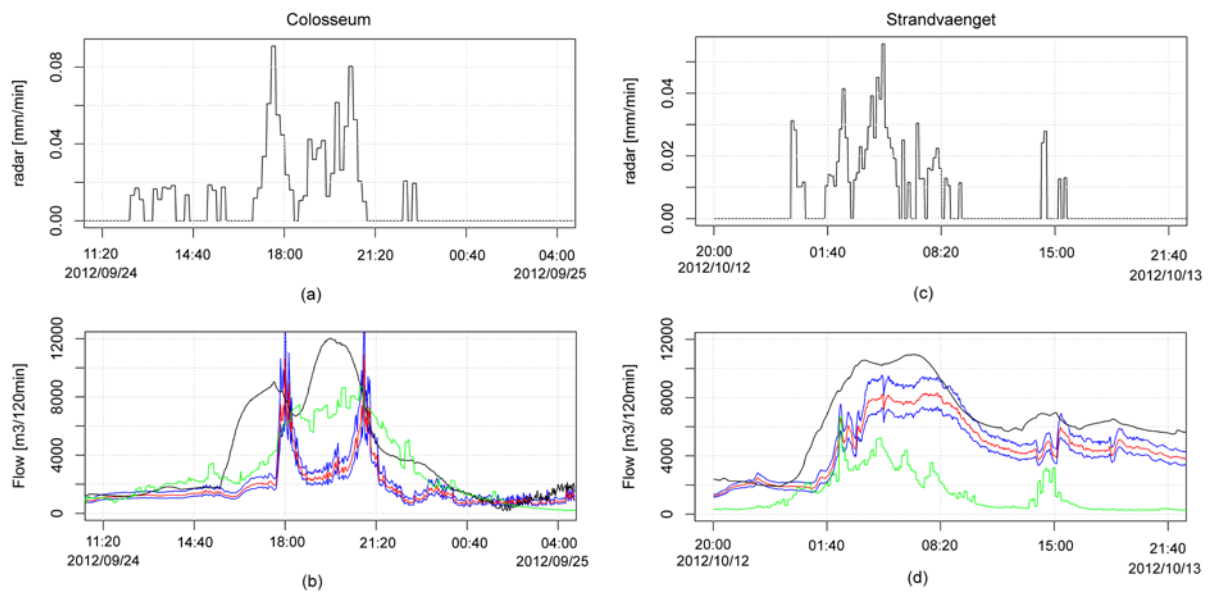 Colosseum
radar [mm/min]
0.00 0.04 0.08
11:20 14:40 18:00 21:20 00:40 04:00
2012/09/24 2012/09/25
(a)
Strandvaenget
radar [mm/min]
0.00 0.02 0.04
20:00 01:40 08:20 15:00 21:40
2012/10/12 2012/10/13
(c)
Flow [m3/120min]
0 4000 8000 12000
11:20 14:40 18:00 21:20 00:40 04:00
2012/09/24 2012/09/25
(b)
Flow [m3/120min]
0 4000 8000 12000
20:00 01:40 08:20 15:00 21:40
2012/10/12 2012/10/13
(d)